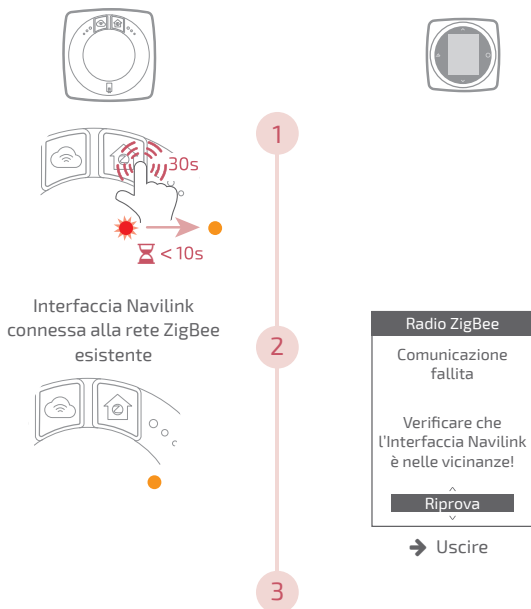 1
30s
< 10s
Interfaccia Navilink
connessa alla rete ZigBee
esistente
2
Radio ZigBee
Comunicazione
fallita
Verificare che
l'Interfaccia Navilink
è nelle vicinanze!
Riprova
Uscire
3